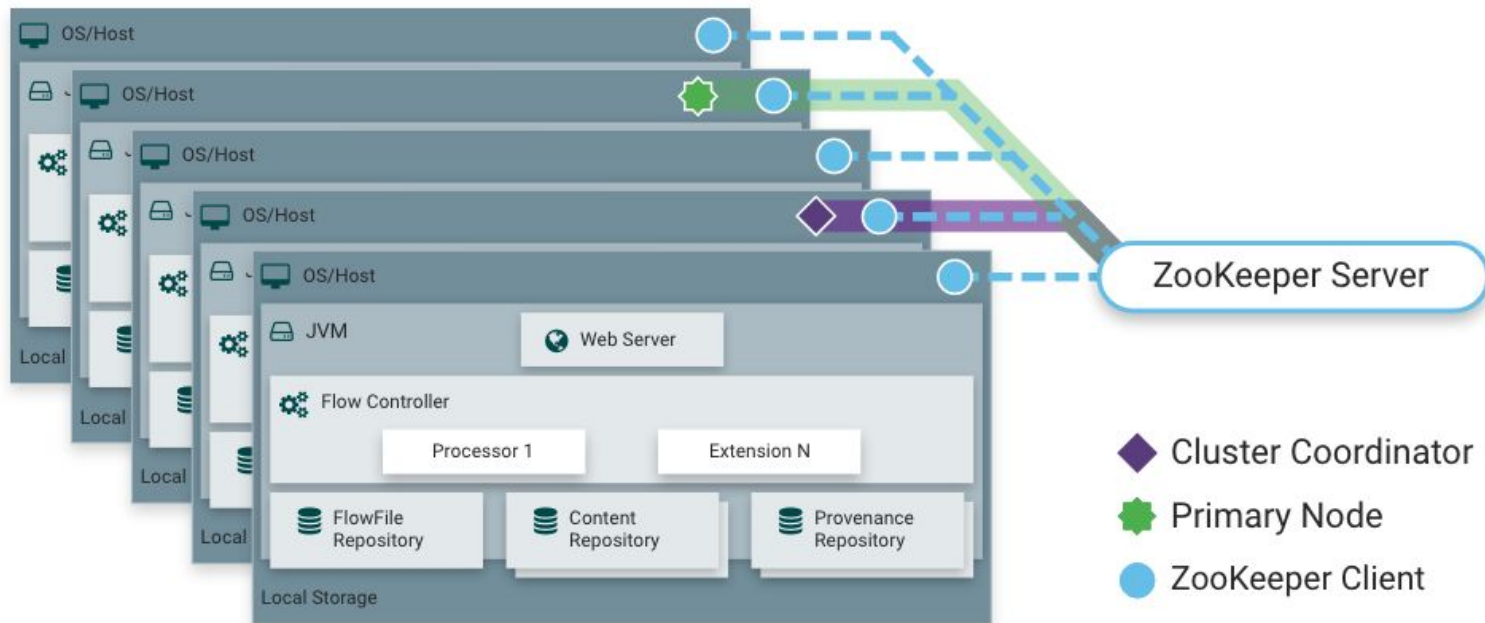 OS/Host
OS/Host
OS/Host
OS/Host
OS/Host
JVM
Web Server
Flow Controller
Processor 1
Extension N
FlowFile
Repository
Content
Repository
Provenance
Repository
Local
Local
Local
Local
Local Storage
ZooKeeper Server
Cluster Coordinator
Primary Node
ZooKeeper Client